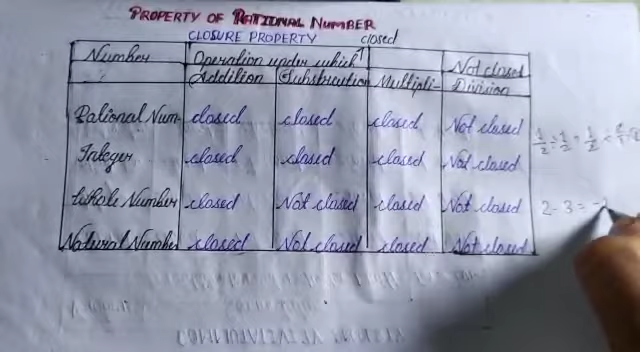 PROPERTY OF RATIONAL NUMBER
CLOSURE PROPERTY closed
Number Operation under which ↑ Not closed
Addition Substraction Multipli- Division
Rational Num- closed closed closed Not closed
Integer closed closed closed Not closed
Whole Number closed Not closed closed Not closed
2-3=-
Natural Number closed Not closed closed Not closed